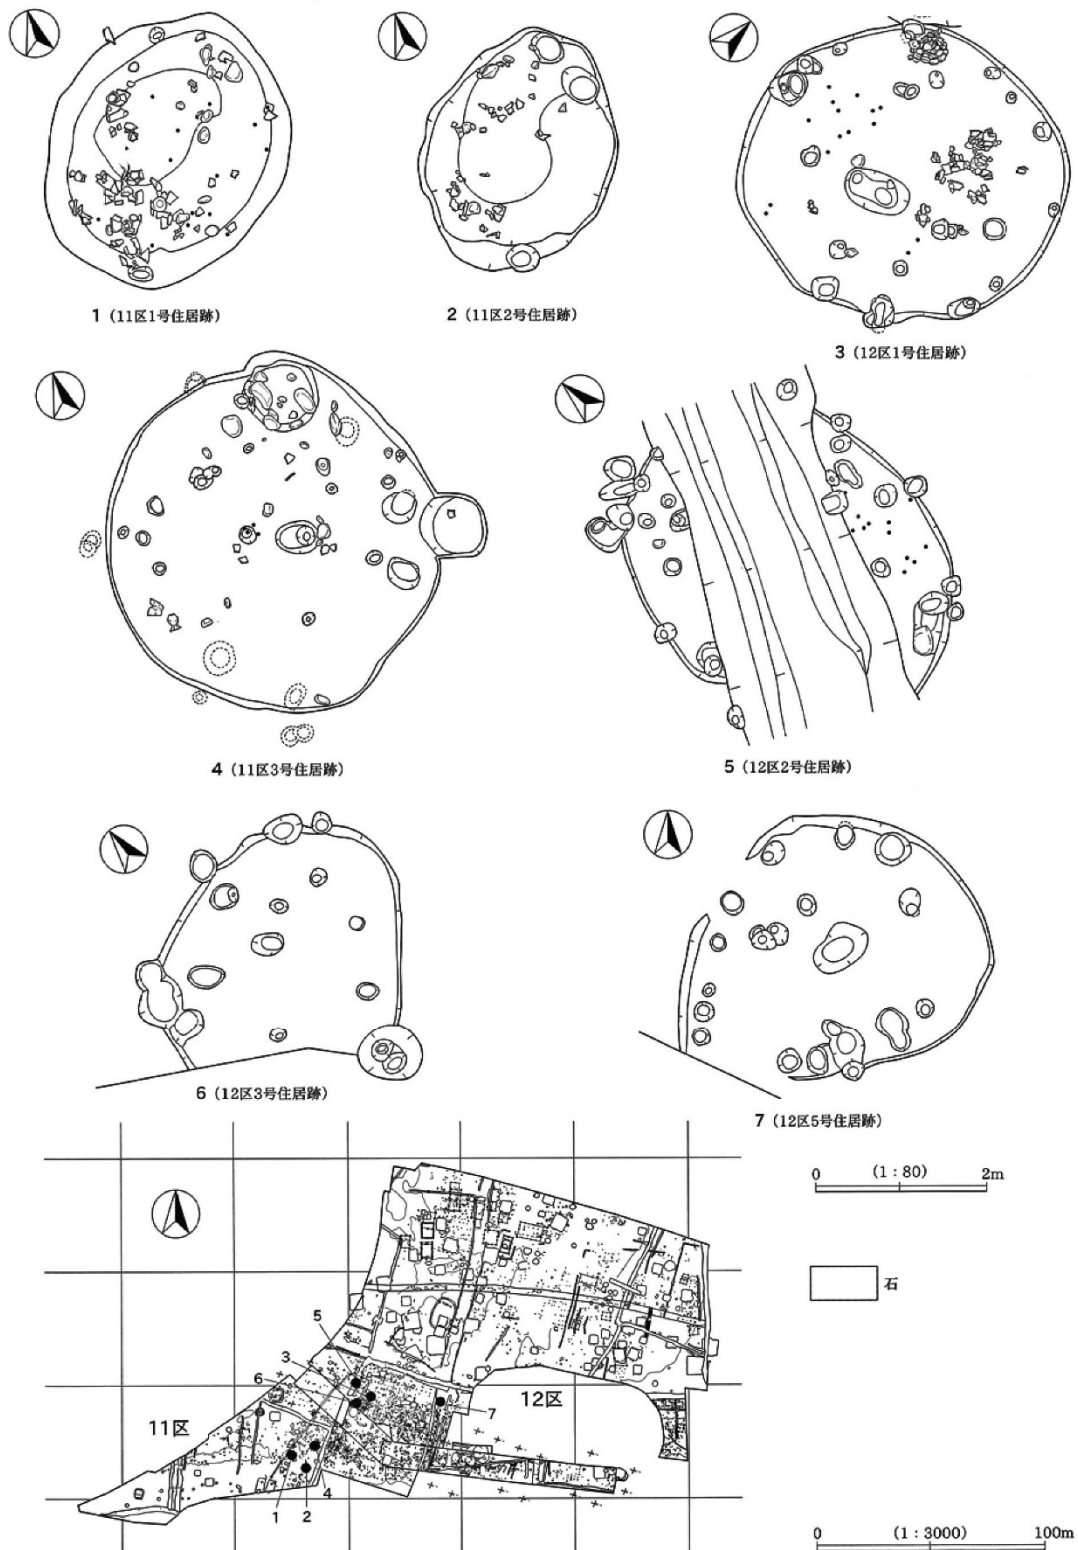 1（11区1号住居跡）
2（11区2号住居跡）
3（12区1号住居跡）
4（11区3号住居跡）
5（12区2号住居跡）
6（12区3号住居跡）
7（12区5号住居跡）
0 （1：80） 2m
石
5
3
6
7
12区
11区
4
1
2
0 （1：3000） 100m